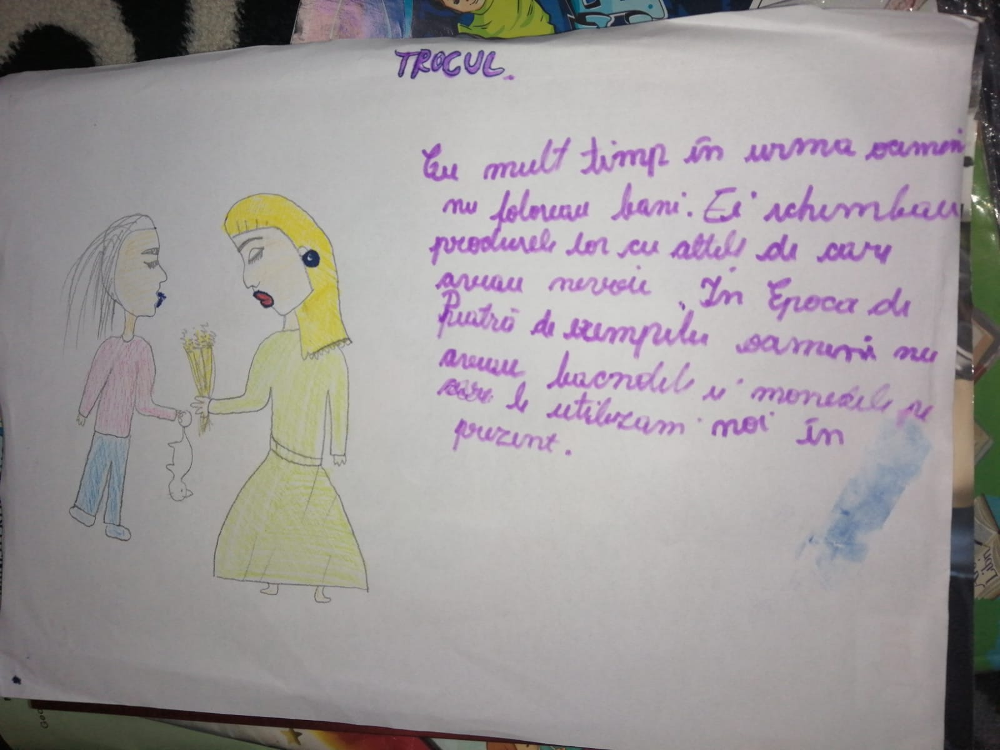 TROCUL.
Cu mult timp în urma oameni
nu foloseau bani. Ei schimbau
produsele lor cu altele de care
aveau nevoie. În Epoca de
Piatră de exemplu oamenii nu
aveau bacnotele și monedele pe
care le utilizam noi în
prezent.